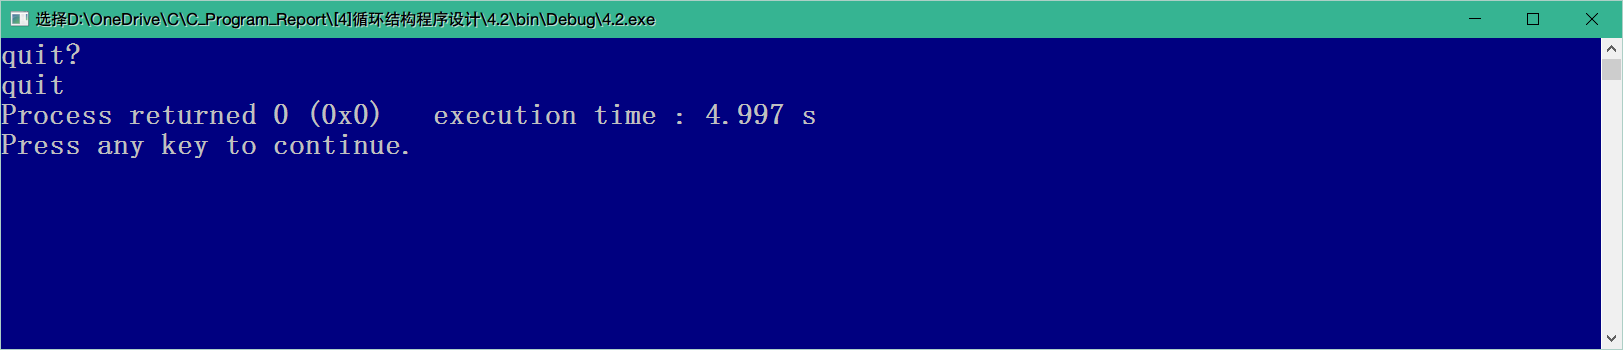 选择D:\OneDrive\C\C_Program_Report\[4]循环结构程序设计\4.2\bin\Debug\4.2.exe
quit?
quit
Process returned 0 (0x0)   execution time : 4.997 s
Press any key to continue.